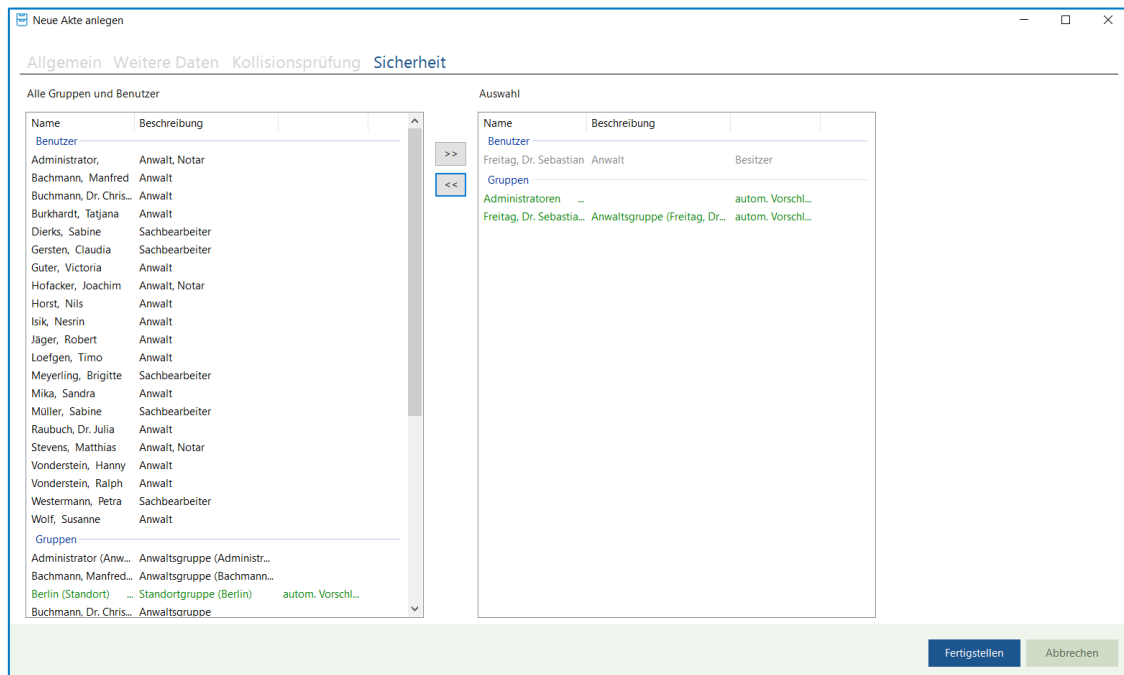 Neue Akte anlegen
Allgemein Weitere Daten Kollisionsprüfung Sicherheit
Alle Gruppen und Benutzer
Name Beschreibung
Benutzer
Administrator, Anwalt, Notar
Bachmann, Manfred Anwalt
Buchmann, Dr. Chris... Anwalt
Burkhardt, Tatjana Anwalt
Dierks, Sabine Sachbearbeiter
Gersten, Claudia Sachbearbeiter
Guter, Victoria Anwalt
Hofacker, Joachim Anwalt, Notar
Horst, Nils Anwalt
Isik, Nesrin Anwalt
Jäger, Robert Anwalt
Loefgen, Timo Anwalt
Meyerling, Brigitte Sachbearbeiter
Mika, Sandra Anwalt
Müller, Sabine Sachbearbeiter
Raubuch, Dr. Julia Anwalt
Stevens, Matthias Anwalt, Notar
Vonderstein, Hanny Anwalt
Vonderstein, Ralph Anwalt
Westermann, Petra Sachbearbeiter
Wolf, Susanne Anwalt
Gruppen
Administrator (Anw... Anwaltsgruppe (Administr...
Bachmann, Manfred... Anwaltsgruppe (Bachmann...
Berlin (Standort) ... Standortgruppe (Berlin) autom. Vorschl...
Buchmann, Dr. Chris... Anwaltsgruppe
>>
<<
Auswahl
Name Beschreibung
Benutzer
Freitag, Dr. Sebastian Anwalt Besitzer
Gruppen
Administratoren ... autom. Vorschl...
Freitag, Dr. Sebastia... Anwaltsgruppe (Freitag, Dr... autom. Vorschl...
Fertigstellen Abbrechen